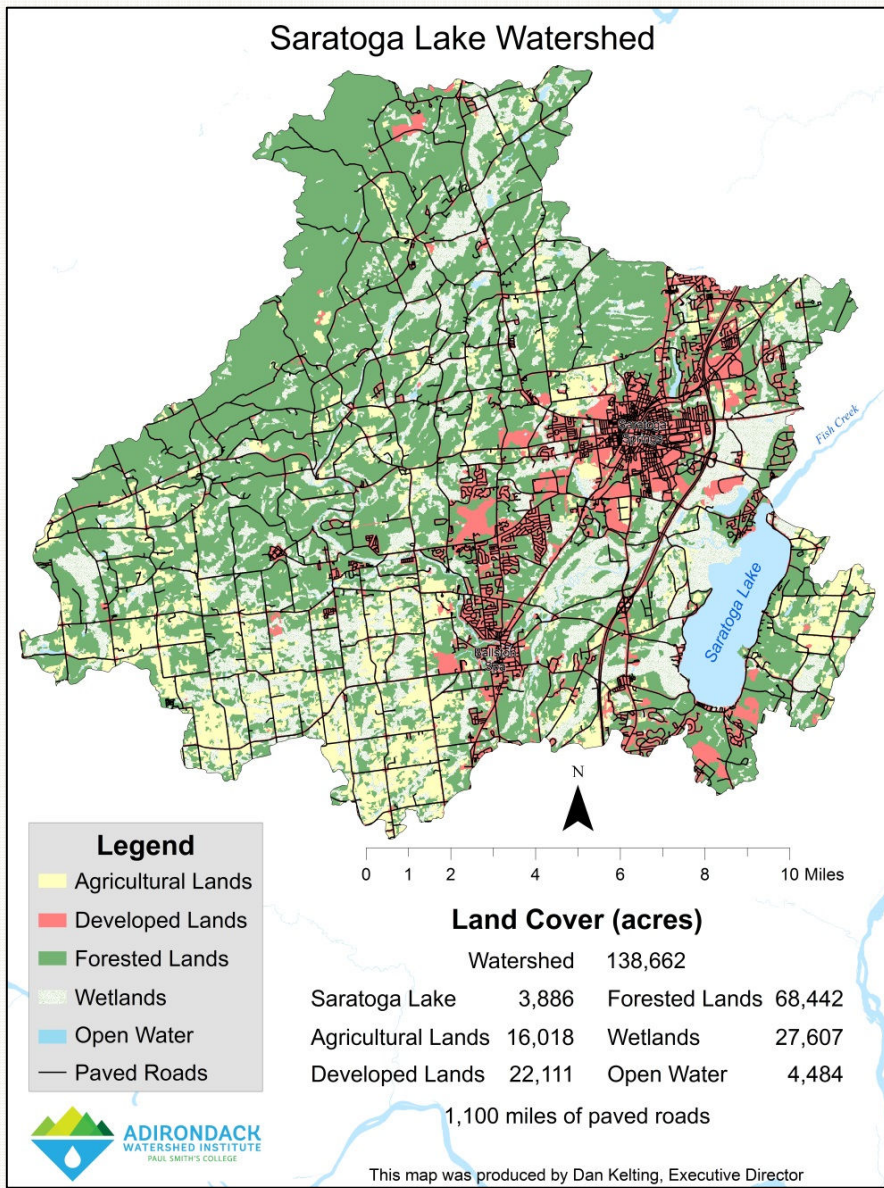 Saratoga Lake Watershed
Saratoga
Springs
Fish Creek
Saratoga Lake
Ballston
Spa
N
0 1 2 4 6 8 10 Miles
Legend
Agricultural Lands
Developed Lands
Forested Lands
Wetlands
Open Water
Paved Roads
Land Cover (acres)
Watershed 138,662
Saratoga Lake 3,886 Forested Lands 68,442
Agricultural Lands 16,018 Wetlands 27,607
Developed Lands 22,111 Open Water 4,484
1,100 miles of paved roads
ADIRONDACK
WATERSHED INSTITUTE
PAUL SMITH'S COLLEGE
This map was produced by Dan Kelting, Executive Director